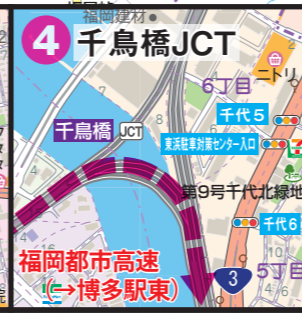 福岡建材
4 千鳥橋JCT
ニトリ
6丁目
千代5
千鳥橋 JCT
東浜駐車対策センター入口
第9号千代北緑地
千代6
福岡都市高速
(→博多駅東)
3
5丁目